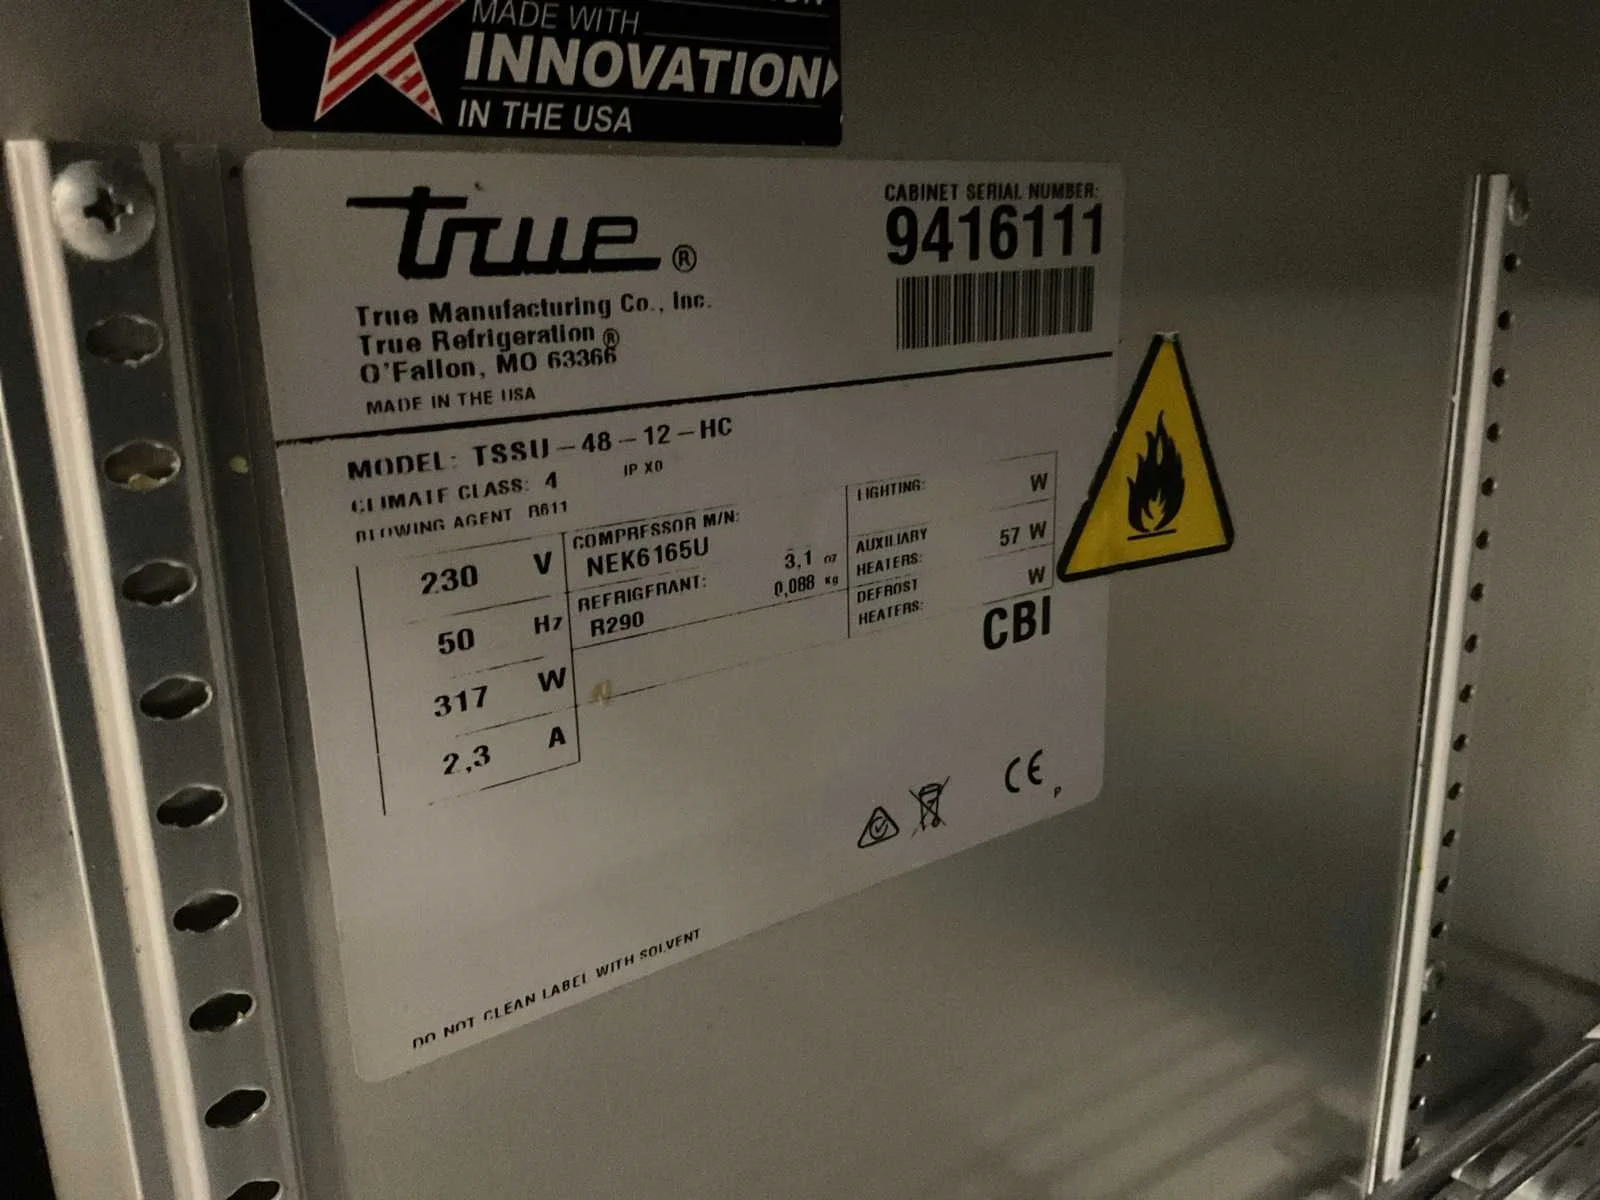 MADE WITH
INNOVATION
IN THE USA
true®
CABINET SERIAL NUMBER:
9416111
True Manufacturing Co., Inc.
True Refrigeration ®
O'Fallon, MO 63366
MADE IN THE USA
MODEL: TSSU-48-12-HC
CLIMATE CLASS: 4 IP X0
BLOWING AGENT R611
230 V
50 Hz
317 W
2,3 A
COMPRESSOR M/N:
NEK6165U
REFRIGERANT: 3,1 oz
R290 0,088 kg
LIGHTING: W
AUXILIARY
HEATERS: 57 W
DEFROST
HEATERS: W
CBI
CE
P
DO NOT CLEAN LABEL WITH SOLVENT